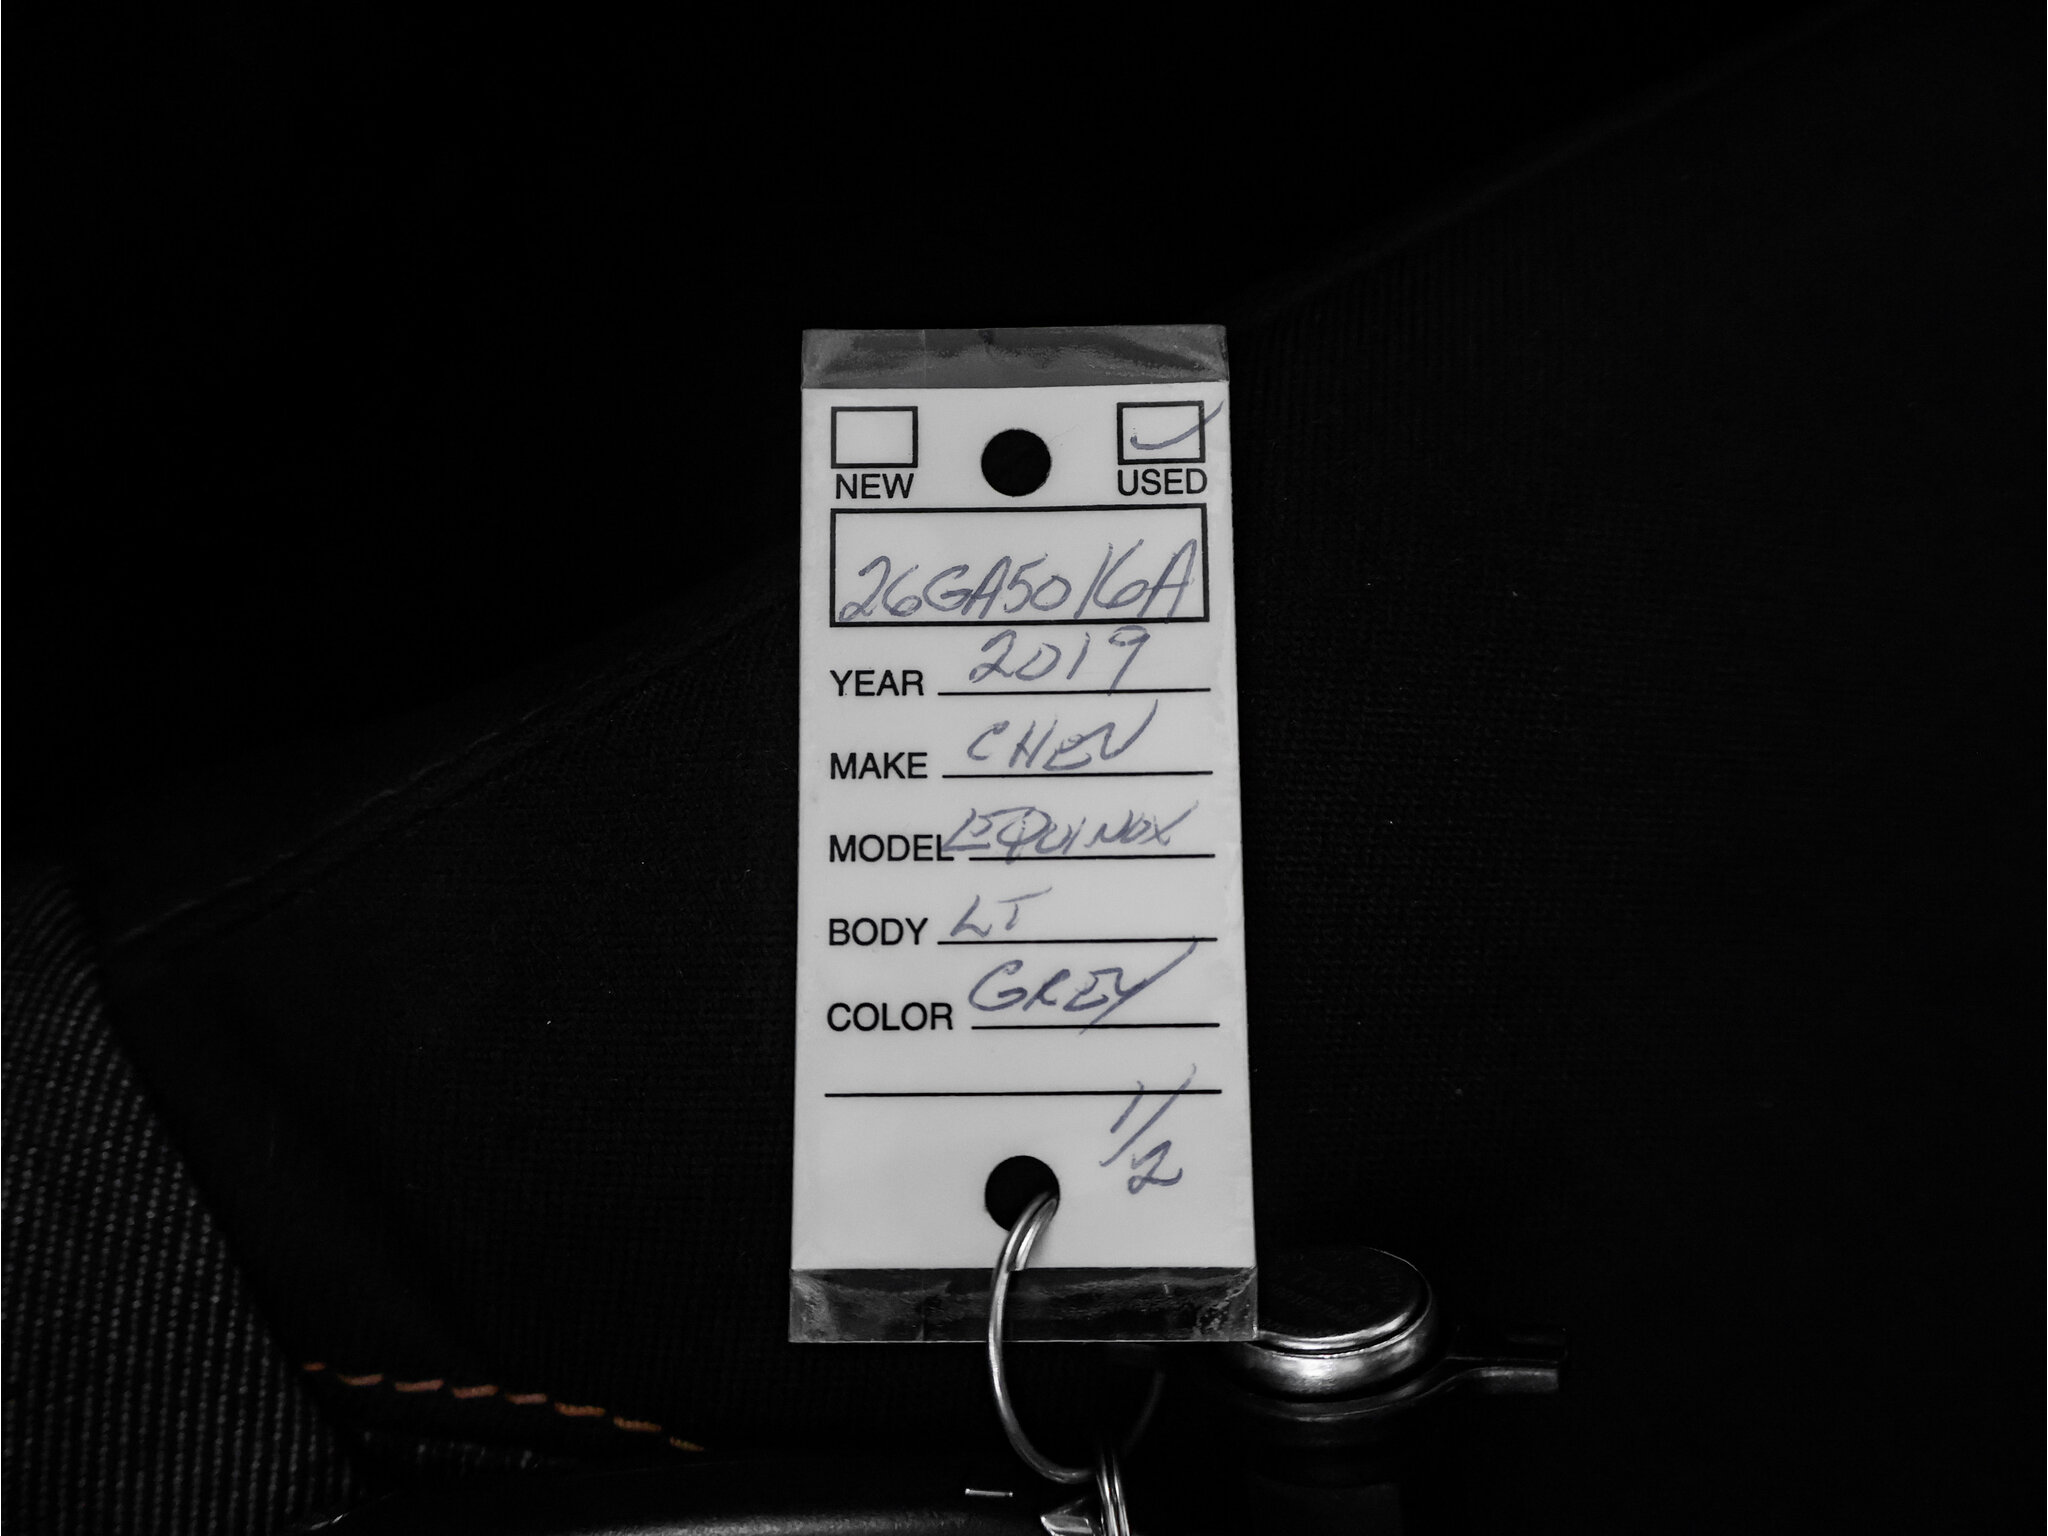 NEW USED
26GA5016A
YEAR 2019
MAKE CHEV
MODEL EQUINOX
BODY LT
COLOR GREY
1/2